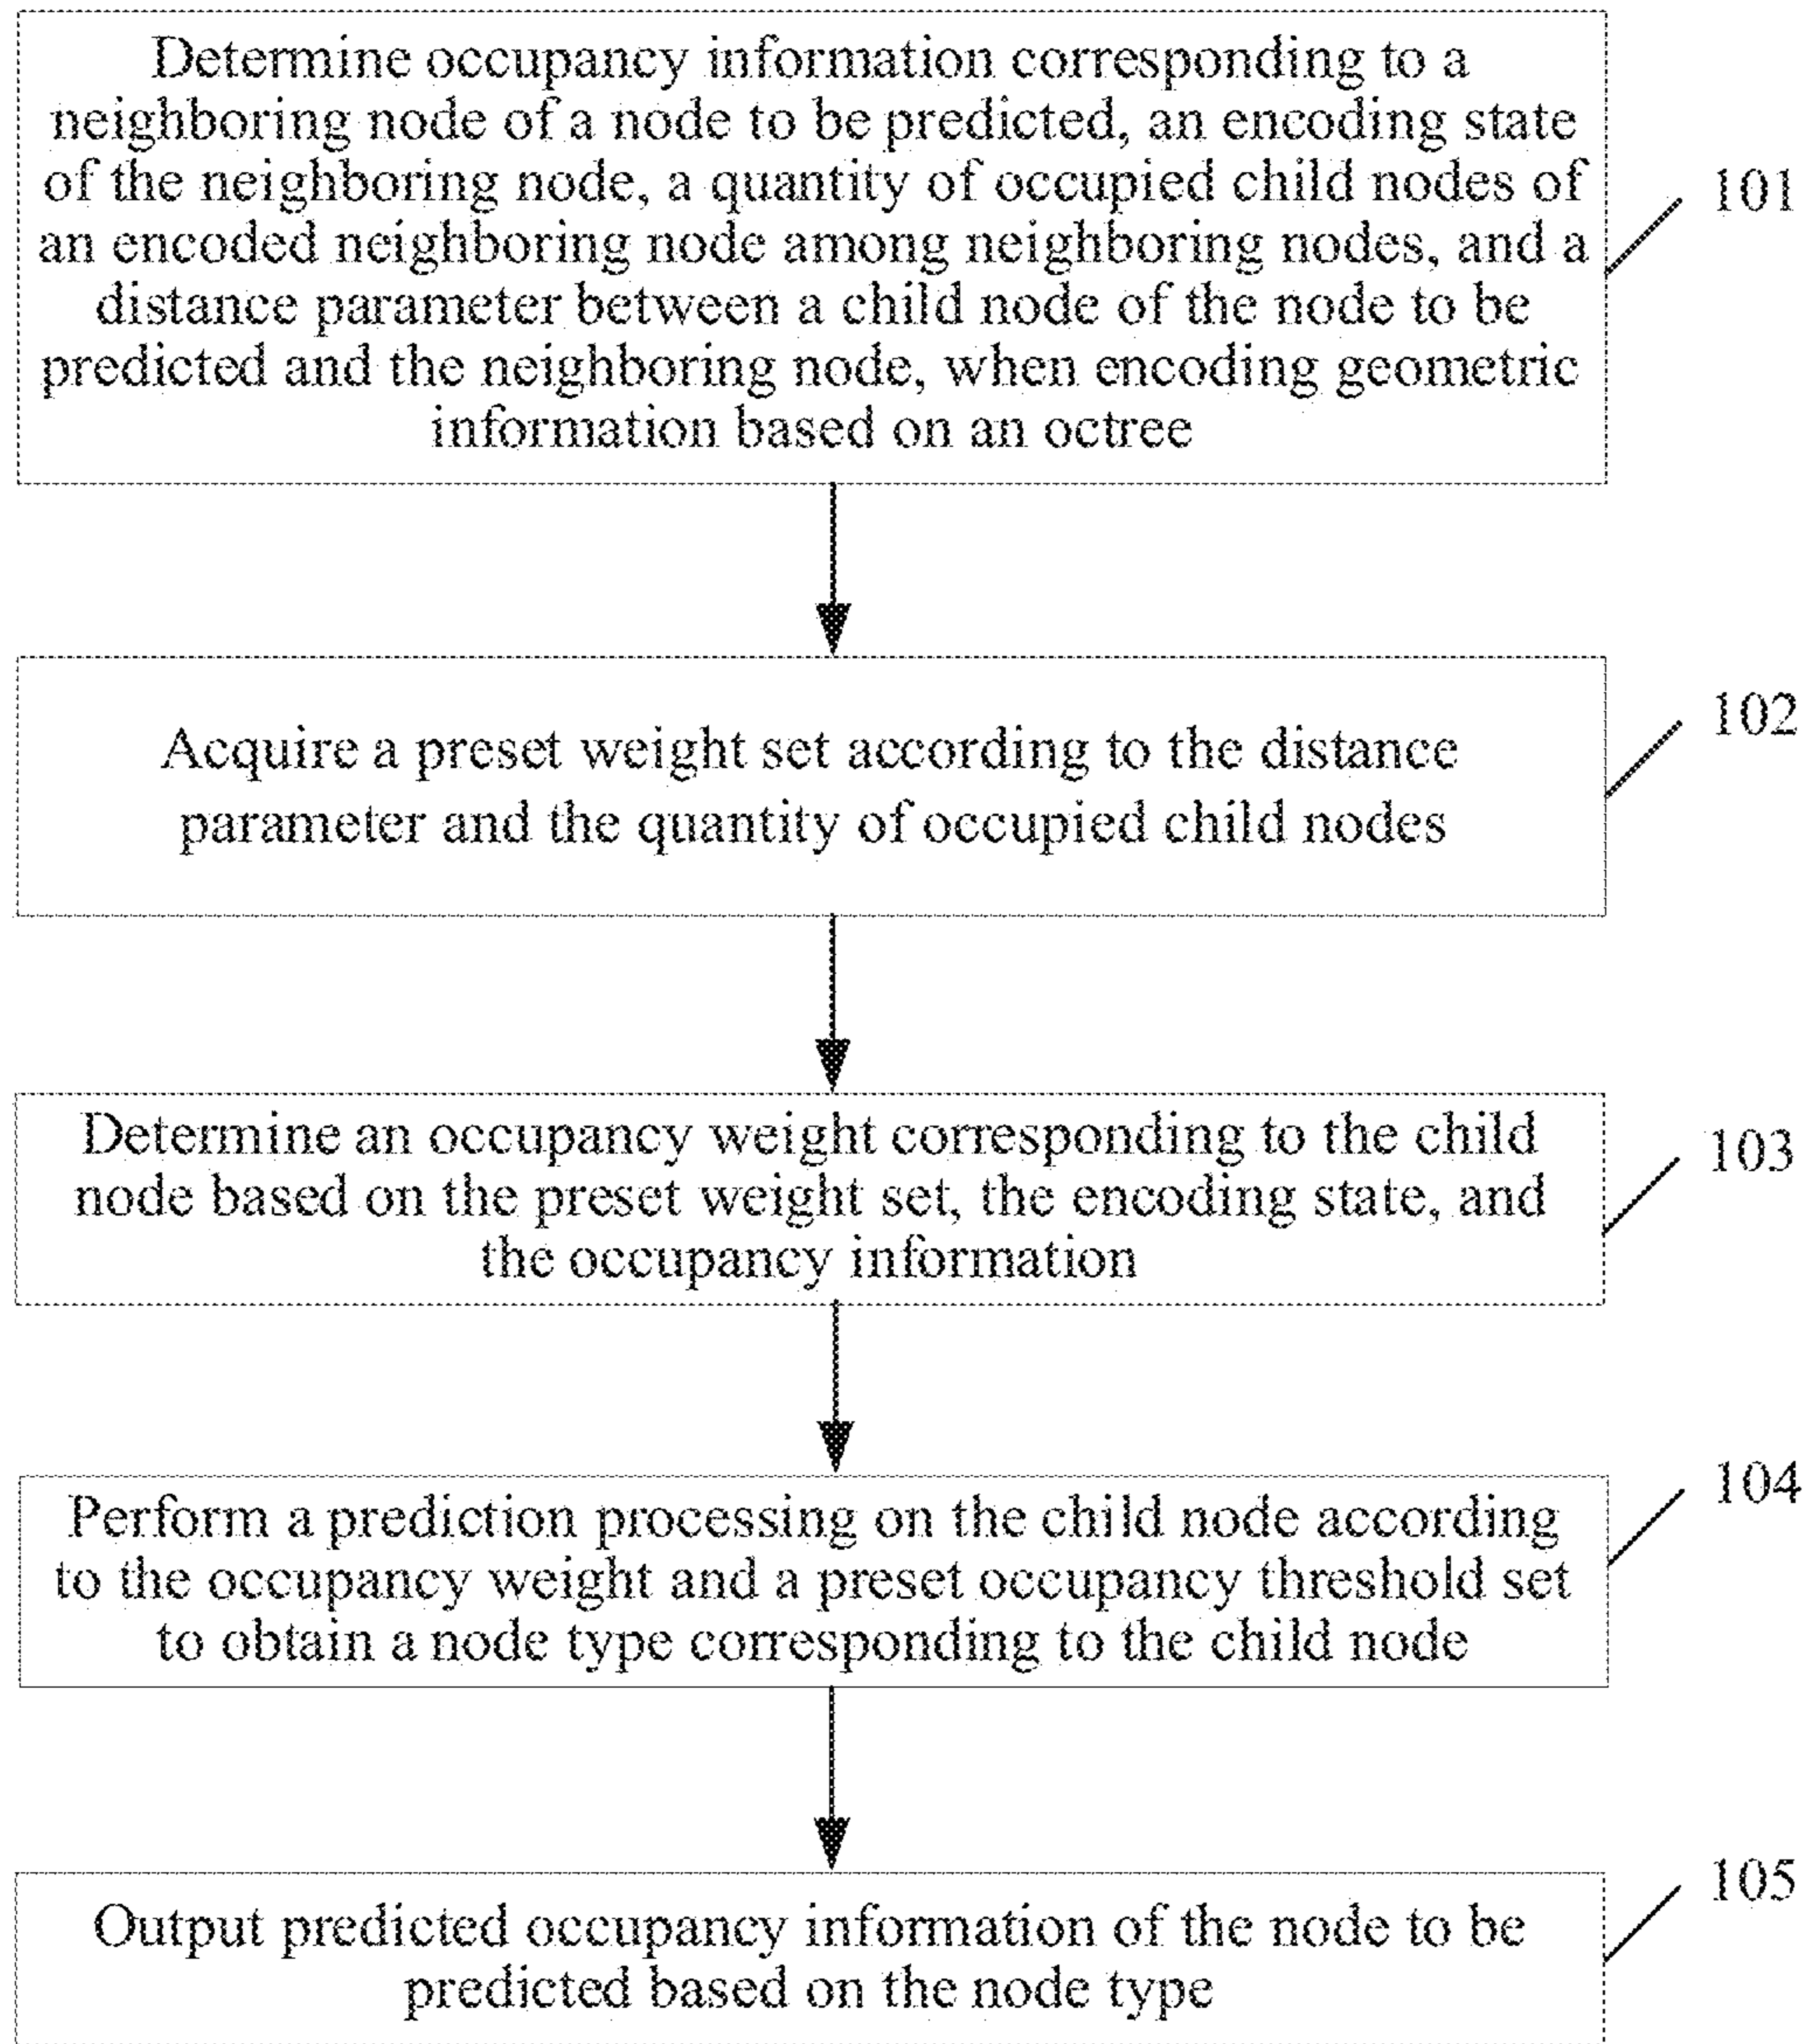 Determine occupancy information corresponding to a
neighboring node of a node to be predicted, an encoding state
of the neighboring node, a quantity of occupied child nodes of
an encoded neighboring node among neighboring nodes, and a
distance parameter between a child node of the node to be
predicted and the neighboring node, when encoding geometric
information based on an octree
101
Acquire a preset weight set according to the distance
parameter and the quantity of occupied child nodes
102
Determine an occupancy weight corresponding to the child
node based on the preset weight set, the encoding state, and
the occupancy information
103
Perform a prediction processing on the child node according
to the occupancy weight and a preset occupancy threshold set
to obtain a node type corresponding to the child node
104
Output predicted occupancy information of the node to be
predicted based on the node type
105